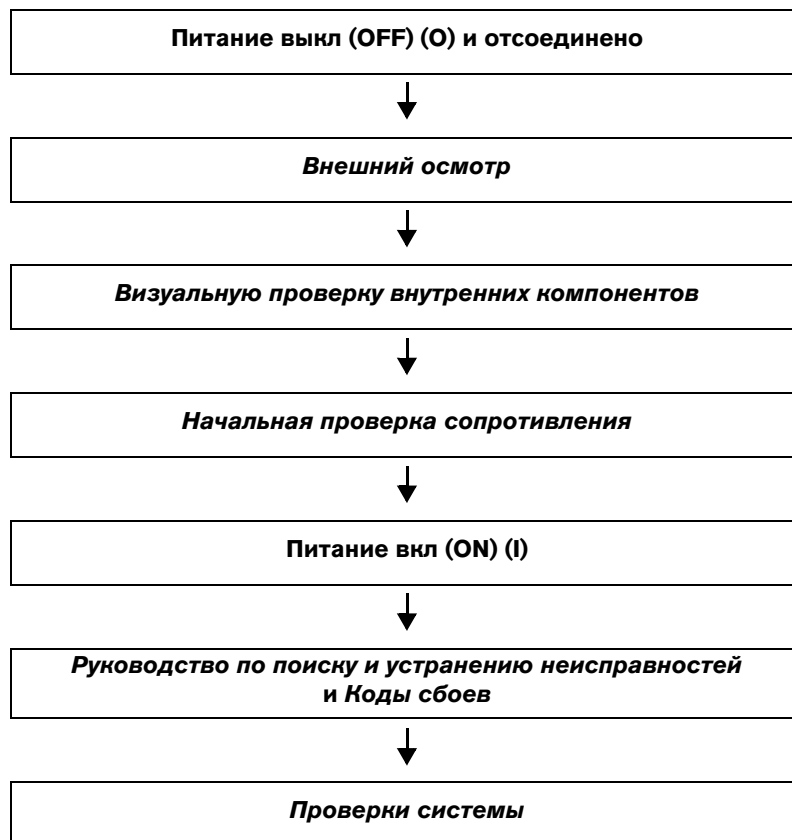 Питание выкл (OFF) (O) и отсоединено
Внешний осмотр
Визуальную проверку внутренних компонентов
Начальная проверка сопротивления
Питание вкл (ON) (I)
Руководство по поиску и устранению неисправностей
и Коды сбоев
Проверки системы